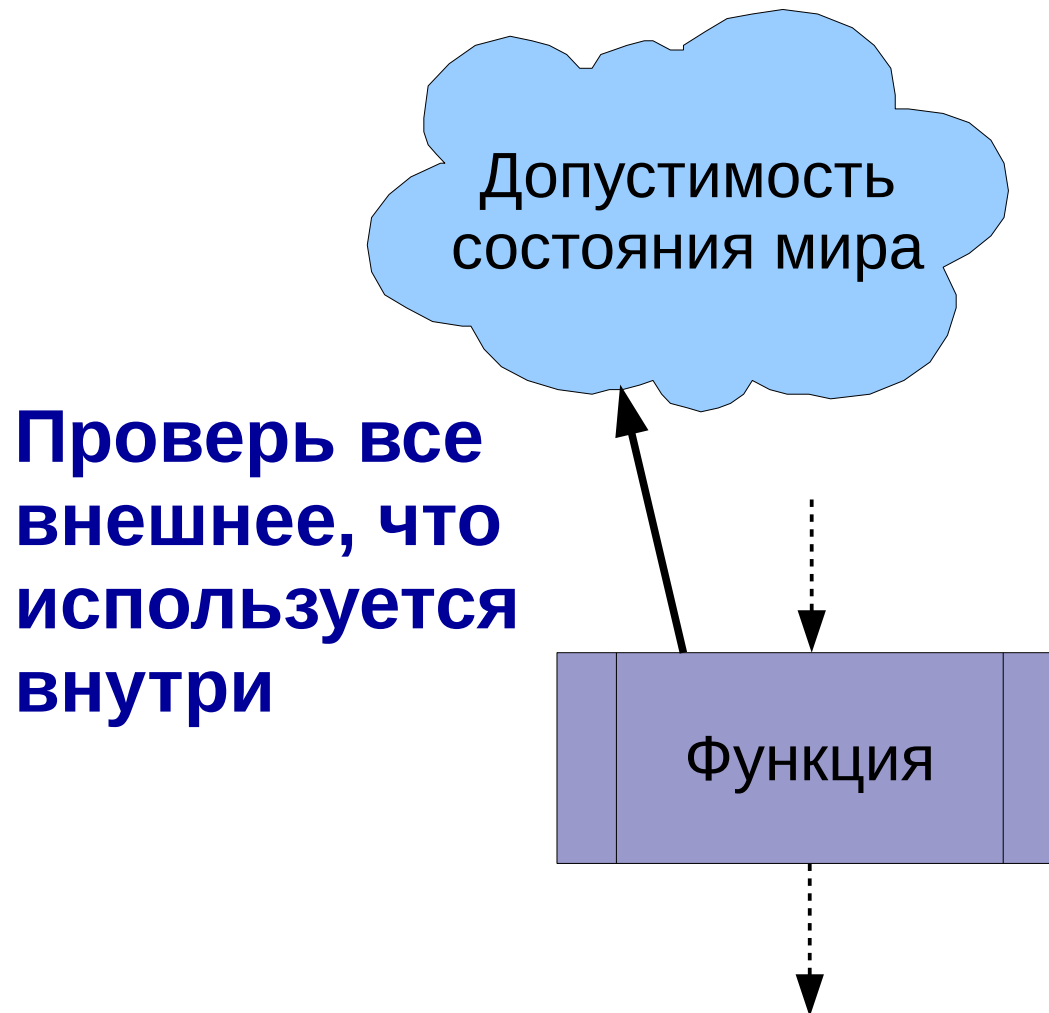 Допустимость
состояния мира
Проверь все
внешнее, что
используется
внутри
Функция